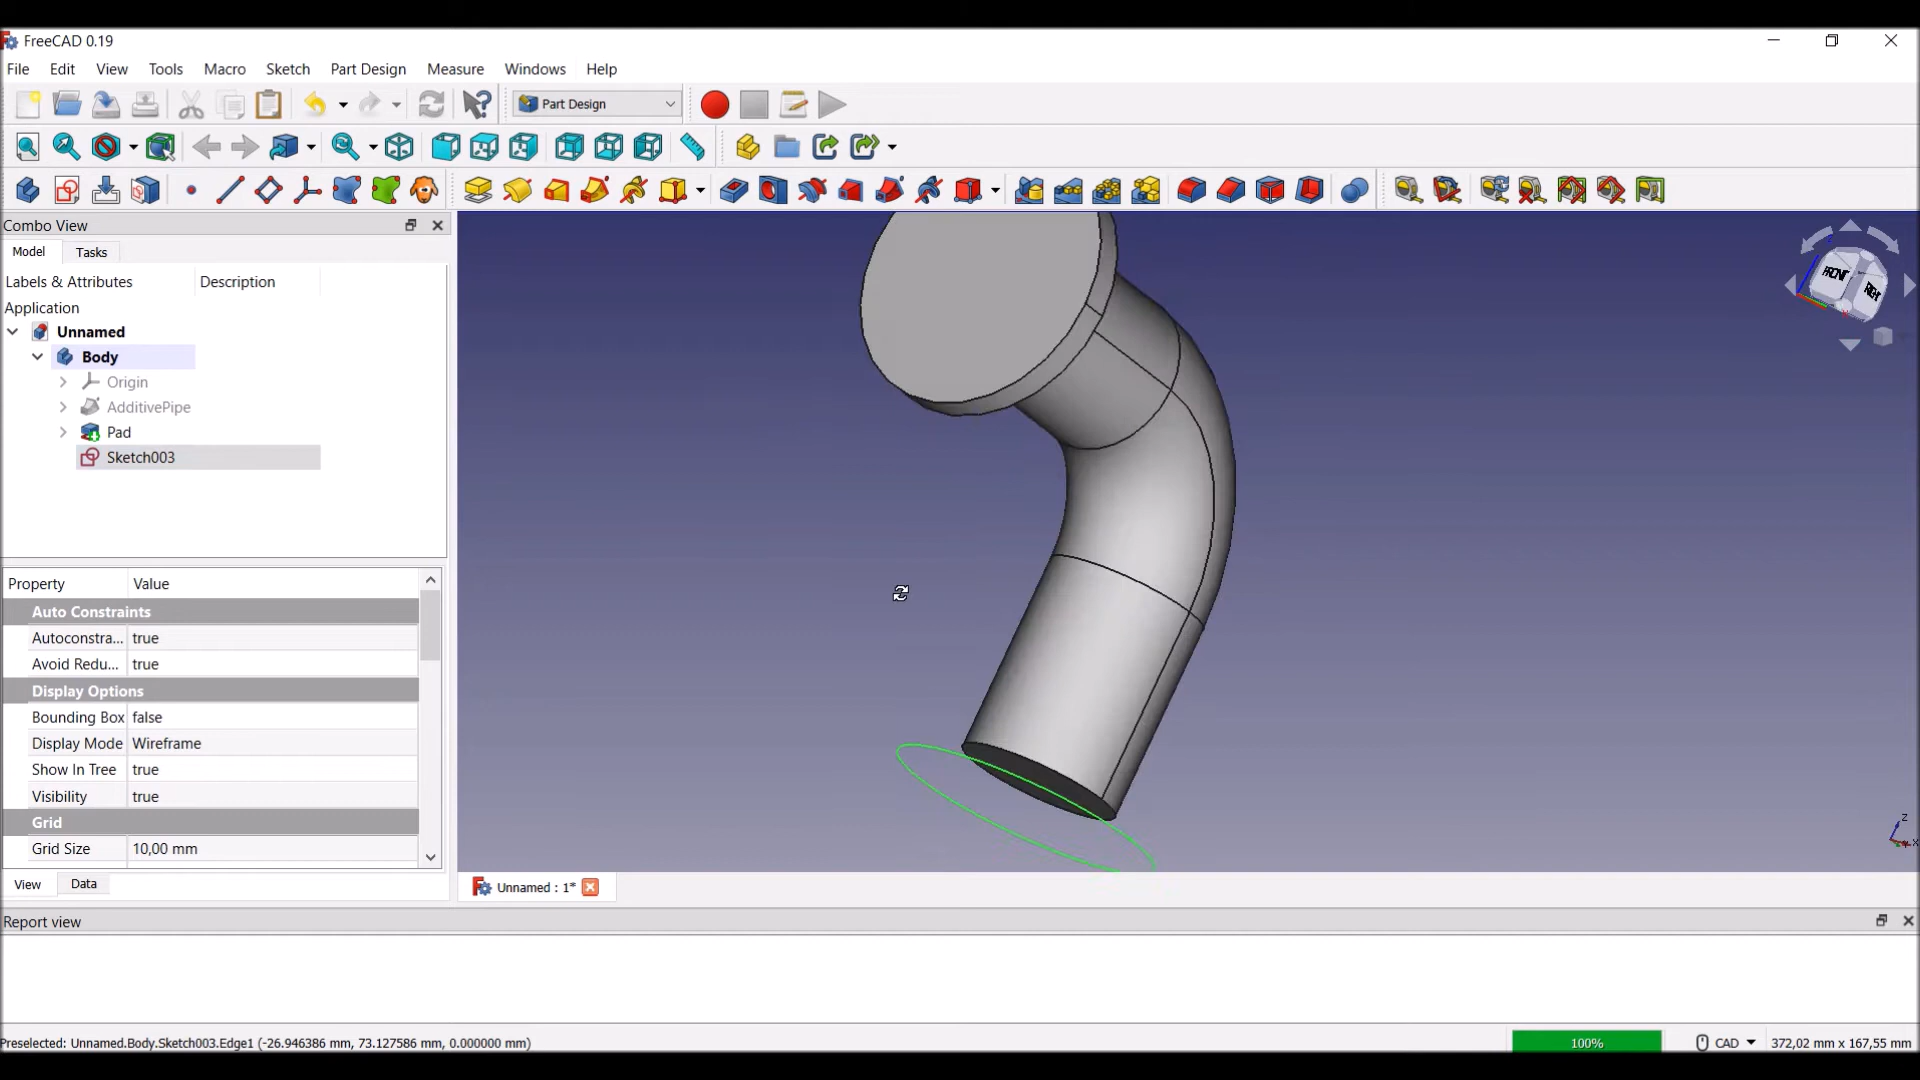 FreeCAD 0.19
File Edit View Tools Macro Sketch Part Design Measure Windows Help
Part Design
Combo View
Model Tasks
Labels & Attributes Description
Application
Unnamed
Body
Origin
AdditivePipe
Pad
Sketch003
Property Value
Auto Constraints
Autoconstra... true
Avoid Redu... true
Display Options
Bounding Box false
Display Mode Wireframe
Show In Tree true
Visibility true
Grid
Grid Size 10,00 mm
View Data
FRONT
RIGHT
Z
X
Unnamed : 1*
Report view
Preselected: Unnamed.Body.Sketch003.Edge1 (-26.946386 mm, 73.127586 mm, 0.000000 mm)
100%
CAD
372,02 mm x 167,55 mm